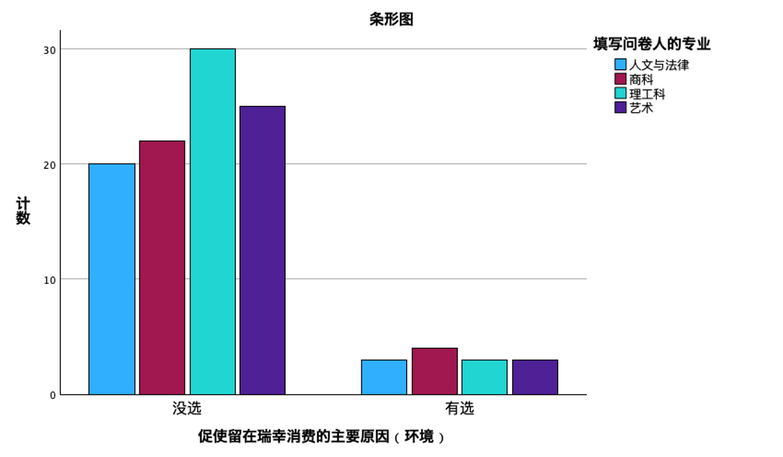 条形图
填写问卷人的专业
人文与法律
商科
理工科
艺术
计数
30
20
10
0
没选
有选
促使留在瑞幸消费的主要原因（环境）